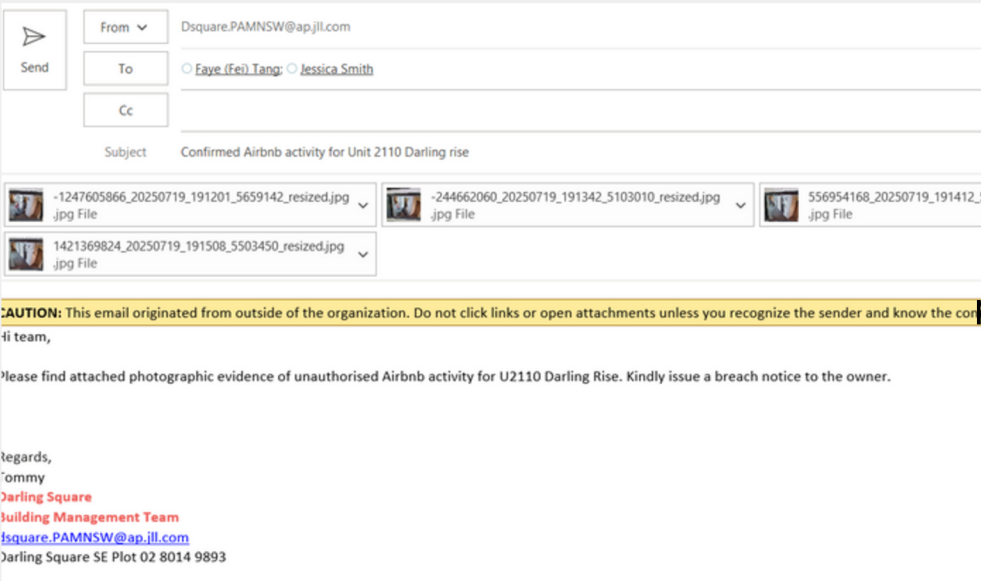 From
Dsquare.PAMNSW@ap.jll.com
Send
To
Faye (Fei) Tang; Jessica Smith
Cc
Subject
Confirmed Airbnb activity for Unit 2110 Darling rise
-1247605866_20250719_191201_5659142_resized.jpg
.jpg File
-244662060_20250719_191342_5103010_resized.jpg
.jpg File
556954168_20250719_191412_
.jpg File
1421369824_20250719_191508_5503450_resized.jpg
.jpg File
CAUTION: This email originated from outside of the organization. Do not click links or open attachments unless you recognize the sender and know the con
Hi team,
Please find attached photographic evidence of unauthorised Airbnb activity for U2110 Darling Rise. Kindly issue a breach notice to the owner.
Regards,
Tommy
Darling Square
Building Management Team
dsquare.PAMNSW@ap.jll.com
Darling Square SE Plot 02 8014 9893